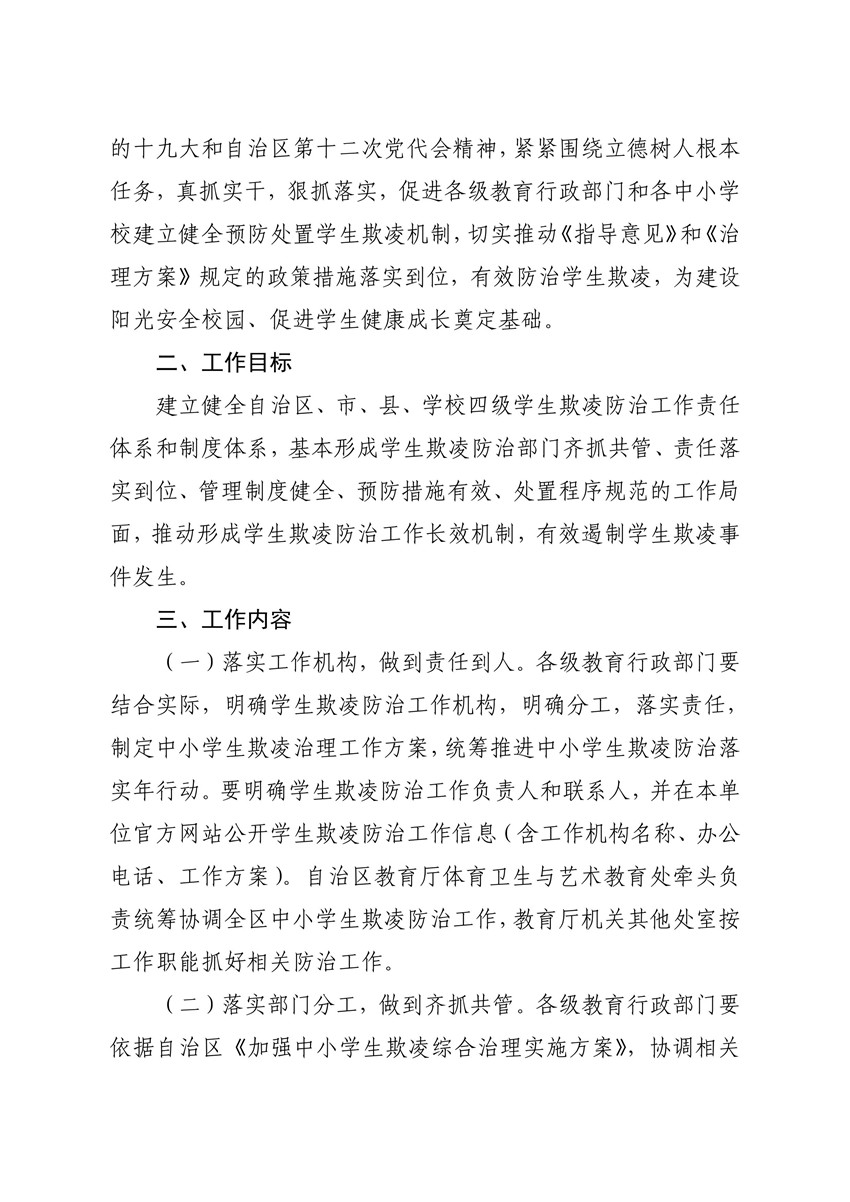 的十九大和自治区第十二次党代会精神，紧紧围绕立德树人根本
任务，真抓实干，狠抓落实，促进各级教育行政部门和各中小学
校建立健全预防处置学生欺凌机制，切实推动《指导意见》和《治
理方案》规定的政策措施落实到位，有效防治学生欺凌，为建设
阳光安全校园、促进学生健康成长奠定基础。
二、工作目标
建立健全自治区、市、县、学校四级学生欺凌防治工作责任
体系和制度体系，基本形成学生欺凌防治部门齐抓共管、责任落
实到位、管理制度健全、预防措施有效、处置程序规范的工作局
面，推动形成学生欺凌防治工作长效机制，有效遏制学生欺凌事
件发生。
三、工作内容
（一）落实工作机构，做到责任到人。各级教育行政部门要
结合实际，明确学生欺凌防治工作机构，明确分工，落实责任，
制定中小学生欺凌治理工作方案，统筹推进中小学生欺凌防治落
实年行动。要明确学生欺凌防治工作负责人和联系人，并在本单
位官方网站公开学生欺凌防治工作信息（含工作机构名称、办公
电话、工作方案）。自治区教育厅体育卫生与艺术教育处牵头负
责统筹协调全区中小学生欺凌防治工作，教育厅机关其他处室按
工作职能抓好相关防治工作。
（二）落实部门分工，做到齐抓共管。各级教育行政部门要
依据自治区《加强中小学生欺凌综合治理实施方案》，协调相关